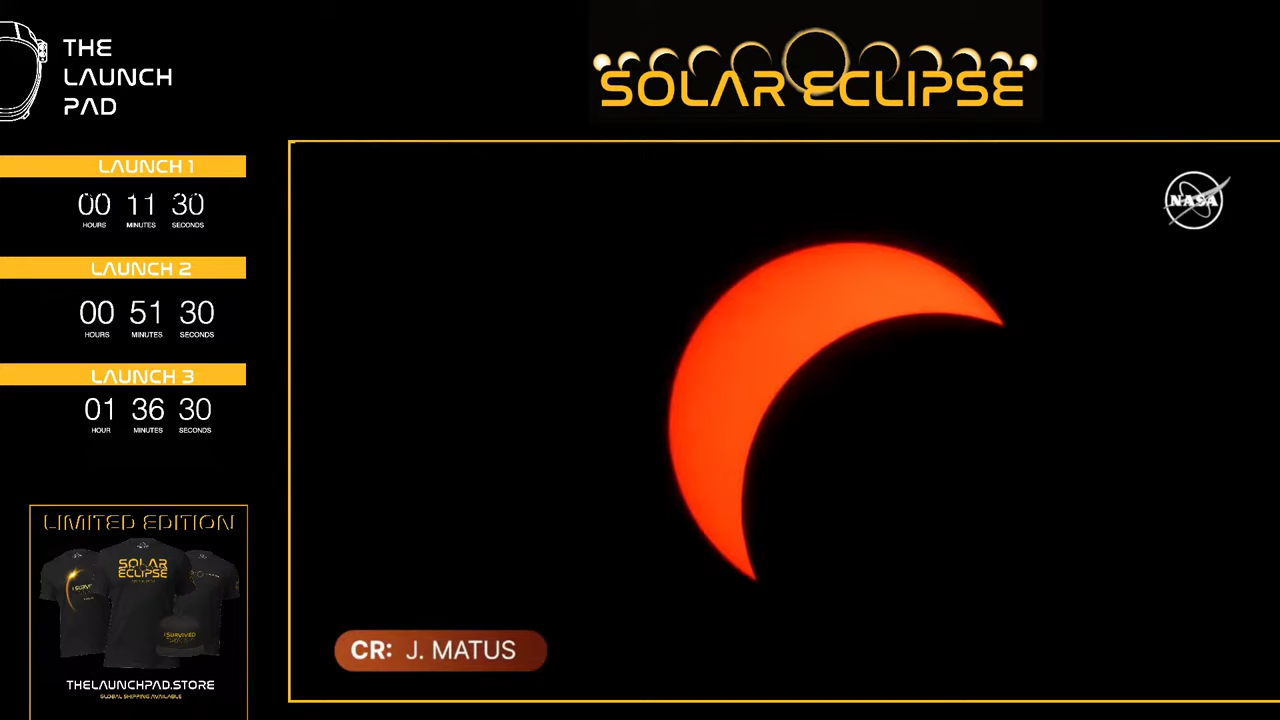 THE
LAUNCH
PAD
SOLAR ECLIPSE
LAUNCH 1
00 11 30
HOURS MINUTES SECONDS
LAUNCH 2
00 51 30
HOURS MINUTES SECONDS
LAUNCH 3
01 36 30
HOUR MINUTES SECONDS
NASA
LIMITED EDITION
SOLAR
ECLIPSE
I SURVIVED
THELAUNCHPAD.STORE
GLOBAL SHIPPING AVAILABLE
CR: J. MATUS